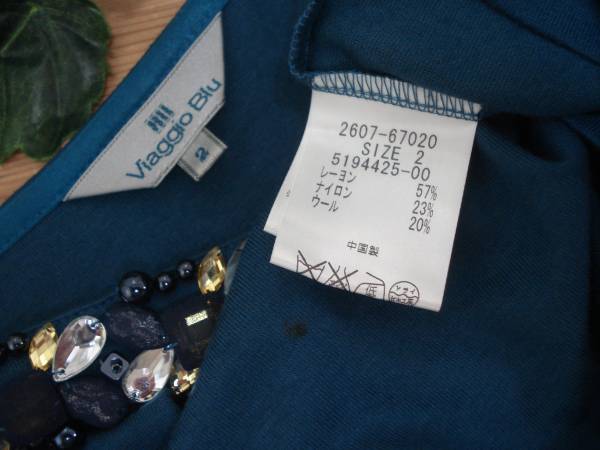 Viaggio Blu
2
2607-67020
SIZE 2
5194425-00
レーヨン 57%
ナイロン 23%
ウール 20%
中国製
低